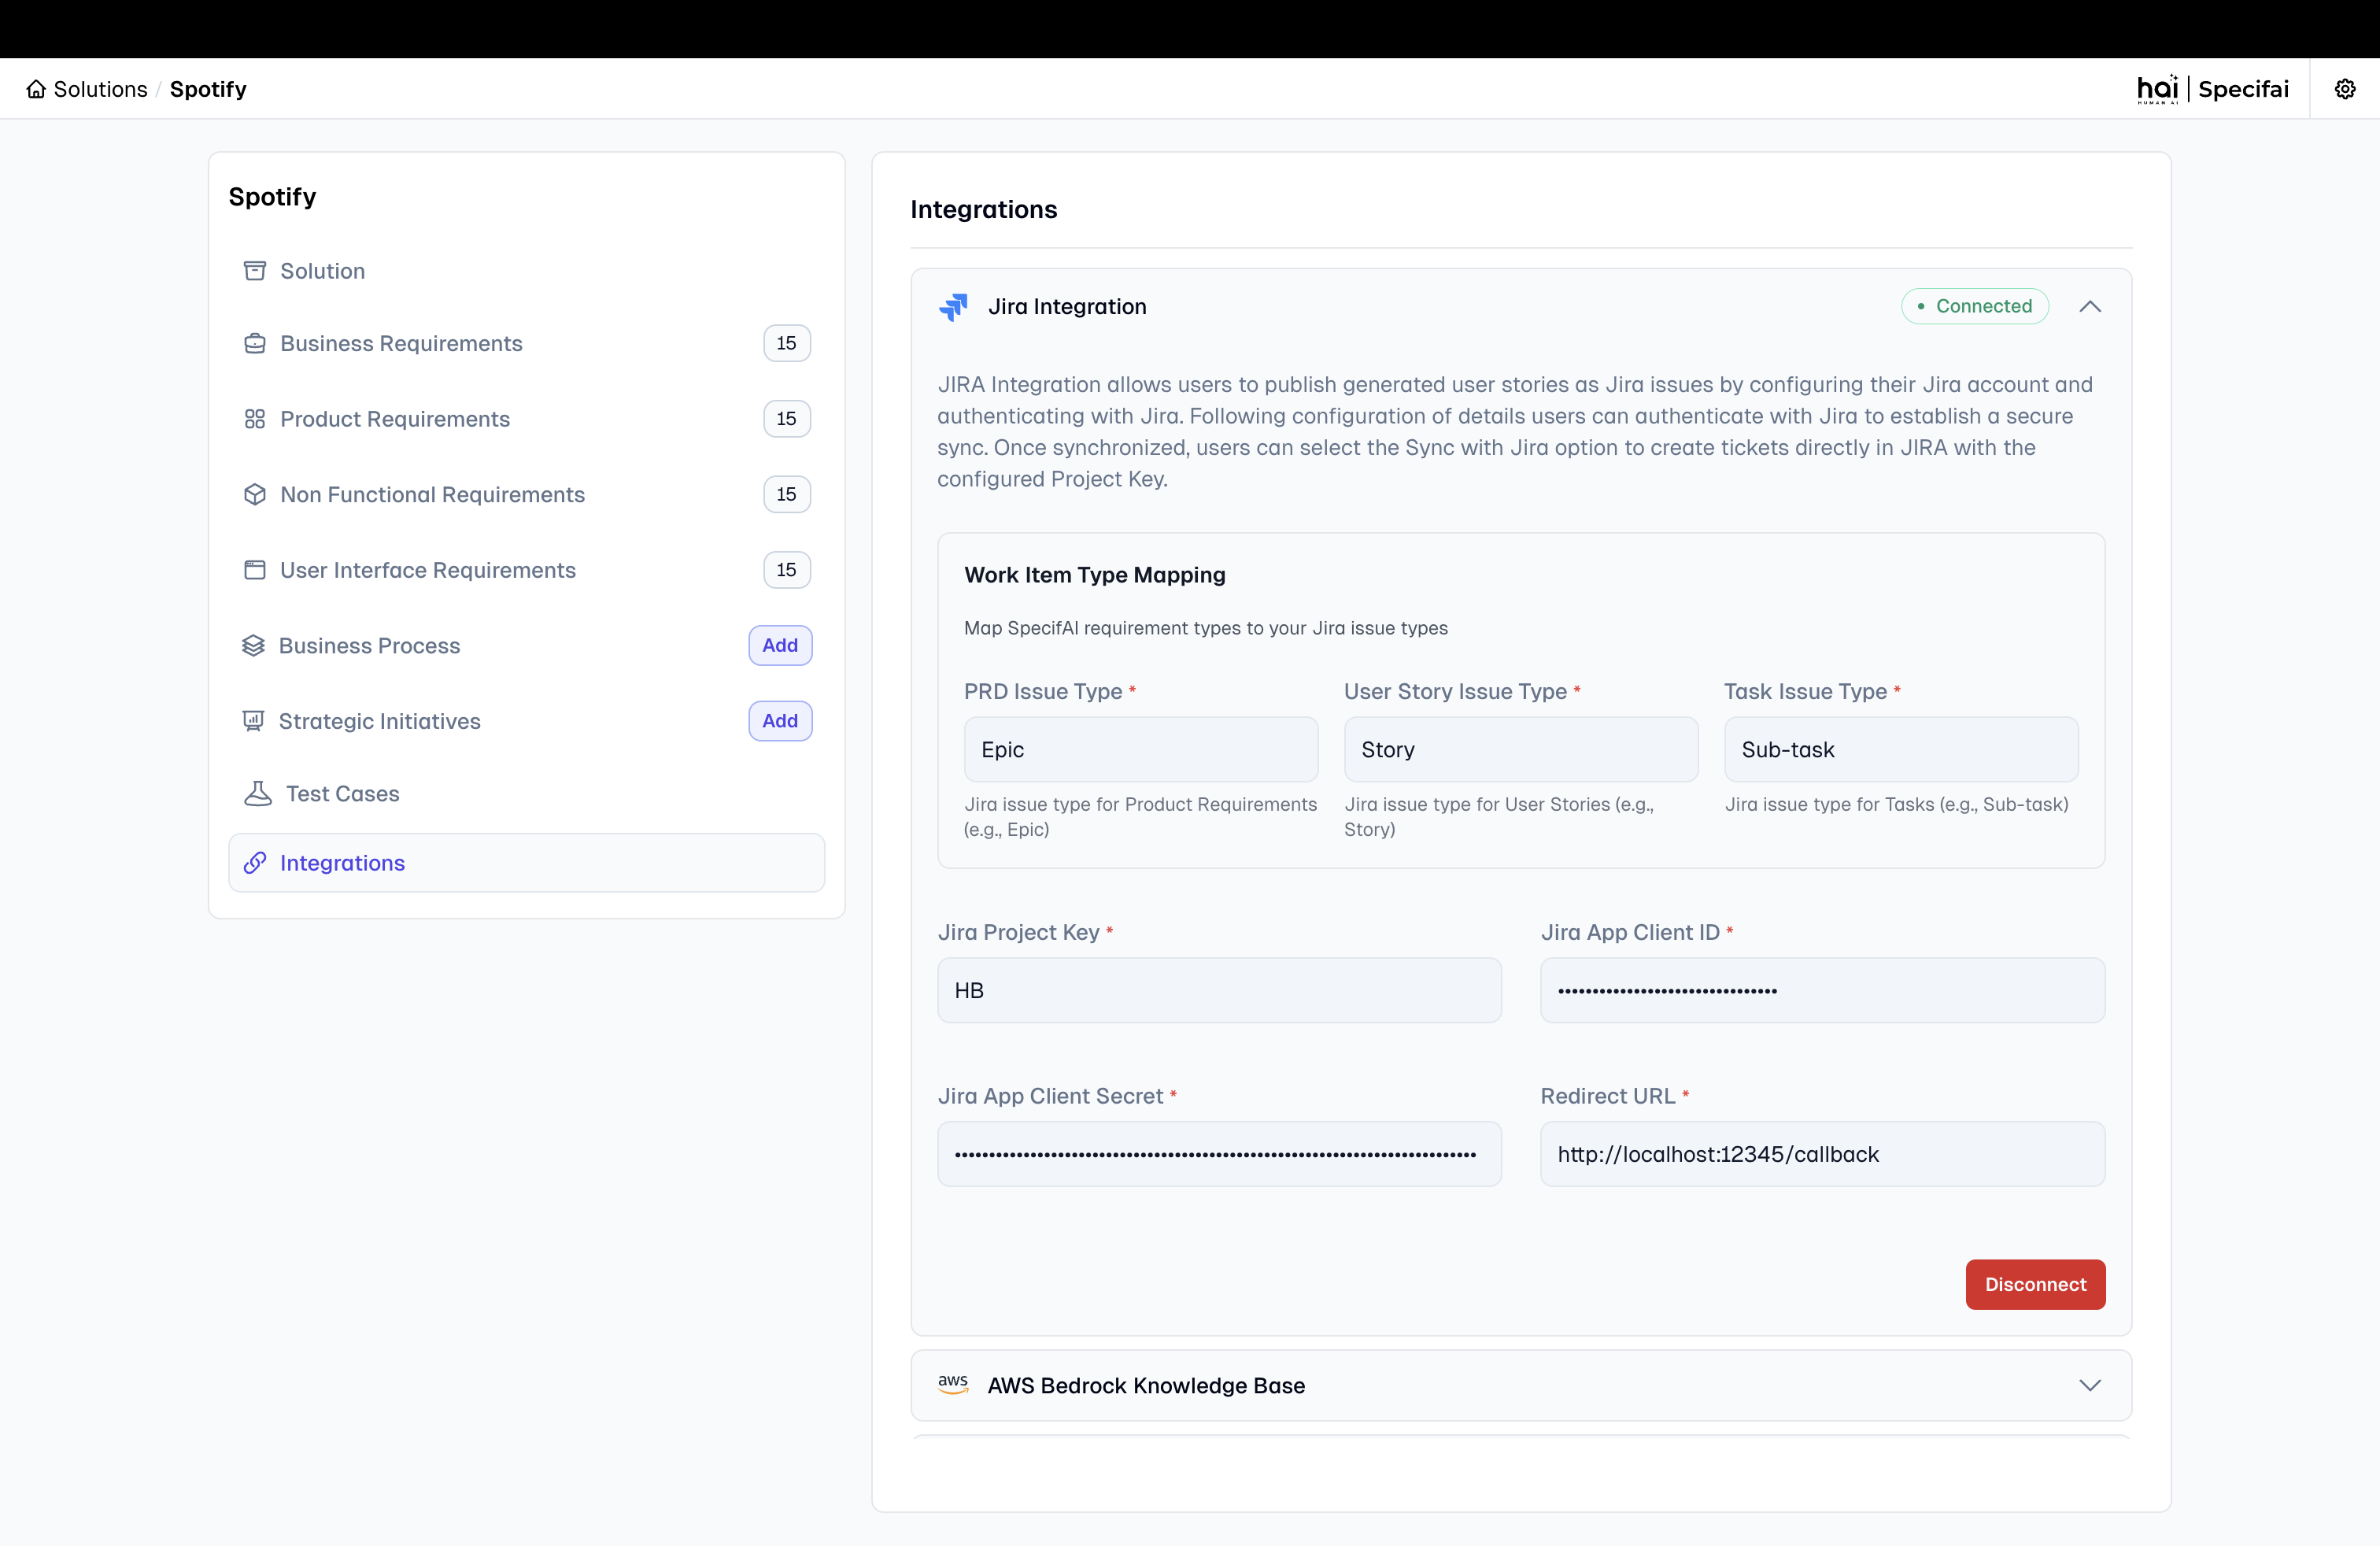 Solutions / Spotify
hai | Specifai
HUMAN AI
Spotify
Solution
Business Requirements 15
Product Requirements 15
Non Functional Requirements 15
User Interface Requirements 15
Business Process Add
Strategic Initiatives Add
Test Cases
Integrations
Integrations
Jira Integration • Connected
JIRA Integration allows users to publish generated user stories as Jira issues by configuring their Jira account and
authenticating with Jira. Following configuration of details users can authenticate with Jira to establish a secure
sync. Once synchronized, users can select the Sync with Jira option to create tickets directly in JIRA with the
configured Project Key.
Work Item Type Mapping
Map SpecifAI requirement types to your Jira issue types
PRD Issue Type *
Epic
Jira issue type for Product Requirements
(e.g., Epic)
User Story Issue Type *
Story
Jira issue type for User Stories (e.g.,
Story)
Task Issue Type *
Sub-task
Jira issue type for Tasks (e.g., Sub-task)
Jira Project Key *
HB
Jira App Client ID *
••••••••••••••••••••••••••••••••
Jira App Client Secret *
••••••••••••••••••••••••••••••••••••••••••••••••••••••••••••••••••••••••••••
Redirect URL *
http://localhost:12345/callback
Disconnect
aws AWS Bedrock Knowledge Base